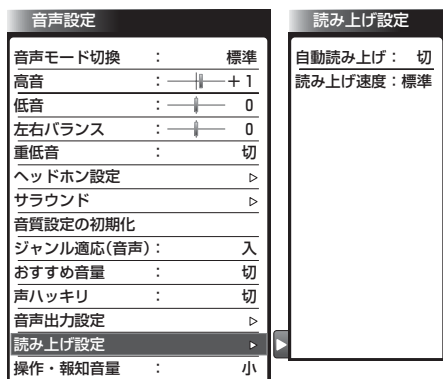 音声設定
音声モード切換 : 標準
高音 : +1
低音 : 0
左右バランス : 0
重低音 : 切
ヘッドホン設定
サラウンド
音質設定の初期化
ジャンル適応(音声) : 入
おすすめ音量 : 切
声ハッキリ : 切
音声出力設定
読み上げ設定
操作・報知音量 : 小
読み上げ設定
自動読み上げ : 切
読み上げ速度 : 標準